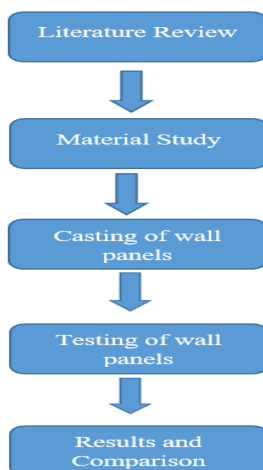 Literature Review
Material Study
Casting of wall
panels
Testing of wall
panels
Results and
Comparison